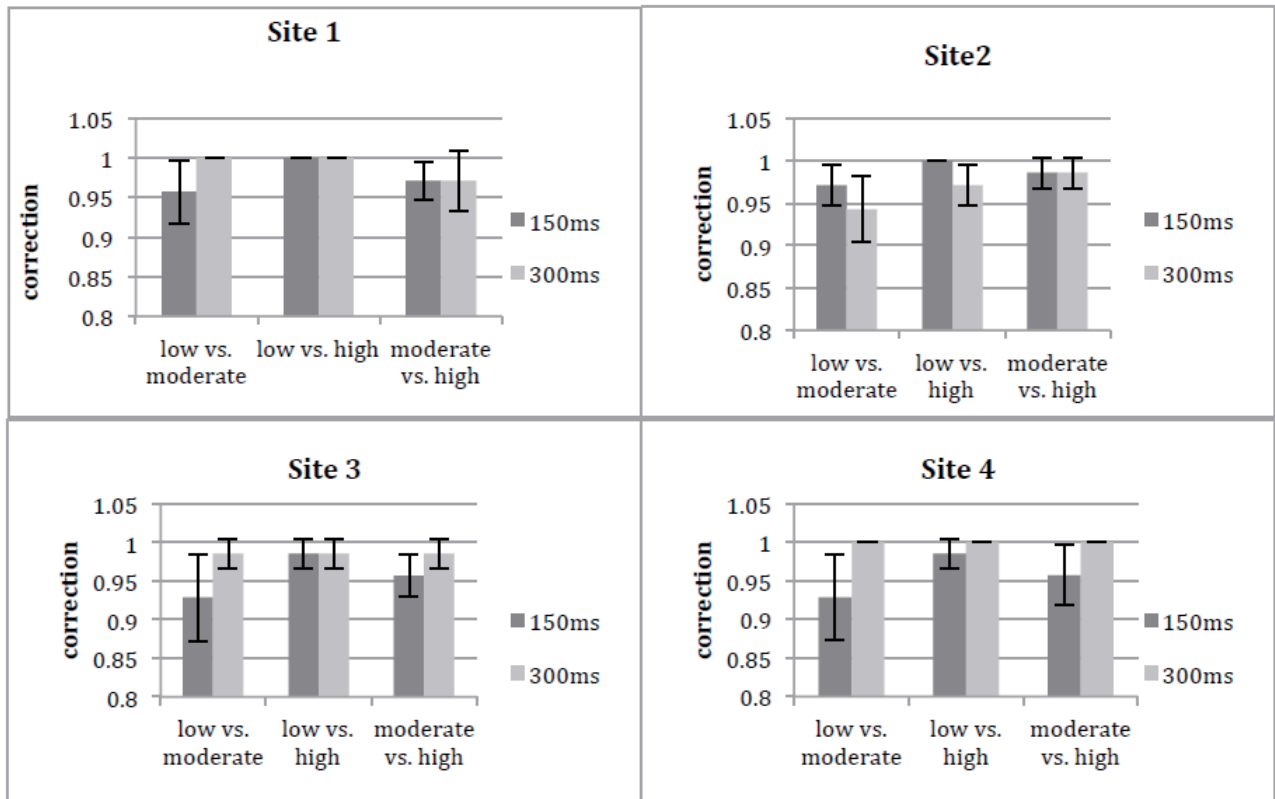 Site 1
correction
1.05
1
0.95
0.9
0.85
0.8
low vs.
moderate
low vs. high
moderate
vs. high
150ms
300ms
Site2
correction
1.05
1
0.95
0.9
0.85
0.8
low vs.
moderate
low vs.
high
moderate
vs. high
150ms
300ms
Site 3
correction
1.05
1
0.95
0.9
0.85
0.8
low vs.
moderate
low vs.
high
moderate
vs. high
150ms
300ms
Site 4
correction
1.05
1
0.95
0.9
0.85
0.8
low vs.
moderate
low vs.
high
moderate
vs. high
150ms
300ms